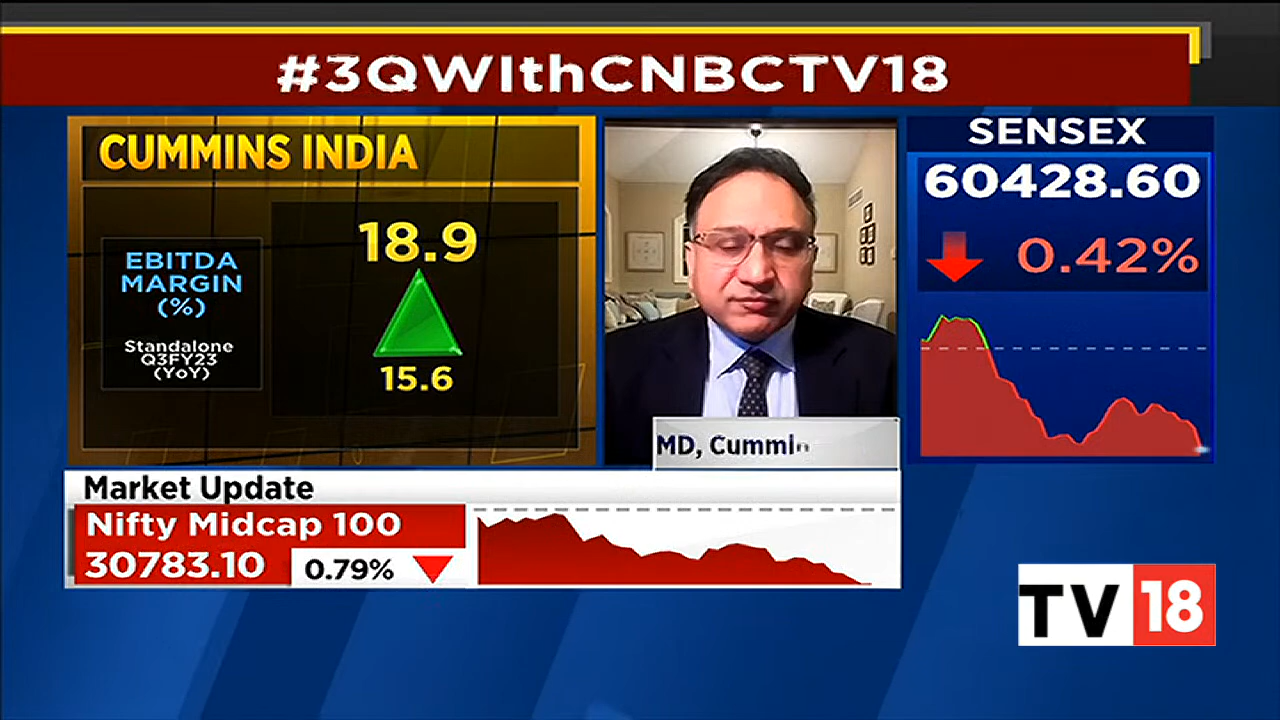 #3QWIthCNBCTV18
CUMMINS INDIA
EBITDA
MARGIN
(%)
Standalone
Q3FY23
(YoY)
18.9
15.6
MD, Cummin
SENSEX
60428.60
0.42%
Market Update
Nifty Midcap 100
30783.10
0.79%
TV18